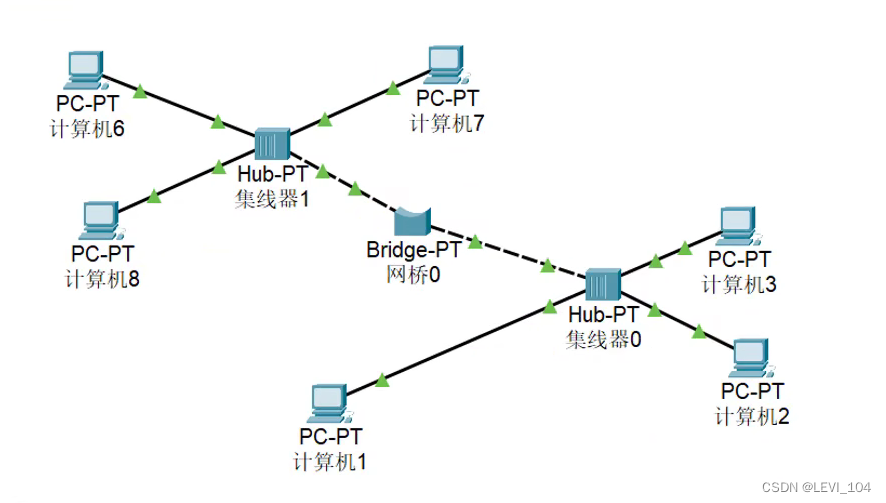 PC-PT
计算机6
PC-PT
计算机7
Hub-PT
集线器1
PC-PT
计算机8
Bridge-PT
网桥0
PC-PT
计算机3
Hub-PT
集线器0
PC-PT
计算机2
PC-PT
计算机1
CSDN @LEVI_104